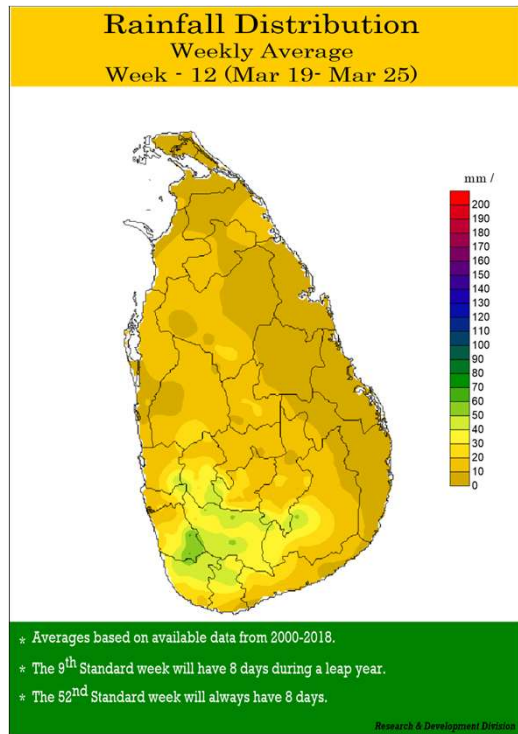 Rainfall Distribution
Weekly Average
Week - 12 (Mar 19- Mar 25)
mm /
200
190
180
170
160
150
140
130
120
110
100
90
80
70
60
50
40
30
20
10
0
* Averages based on available data from 2000-2018.
* The 9th Standard week will have 8 days during a leap year.
* The 52nd Standard week will always have 8 days.
Research & Development Division